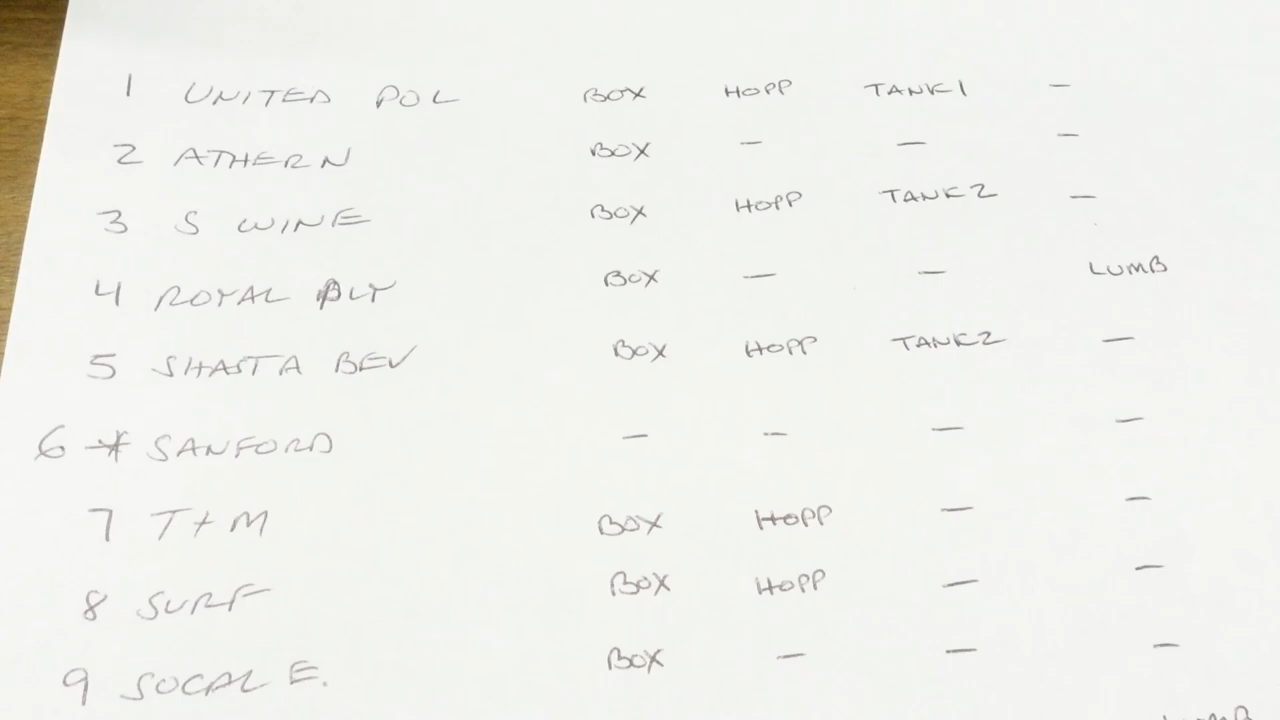 1 UNITED POL BOX HOPP TANK1 —
2 ATHERN BOX — — —
3 S WINE BOX HOPP TANK2 —
4 ROYAL PLY BOX — — LUMB
5 SHASTA BEV BOX HOPP TANK2 —
6 * SANFORD — — — —
7 T+M BOX HOPP — —
8 SURF BOX HOPP — —
9 SOCAL E. BOX — — —